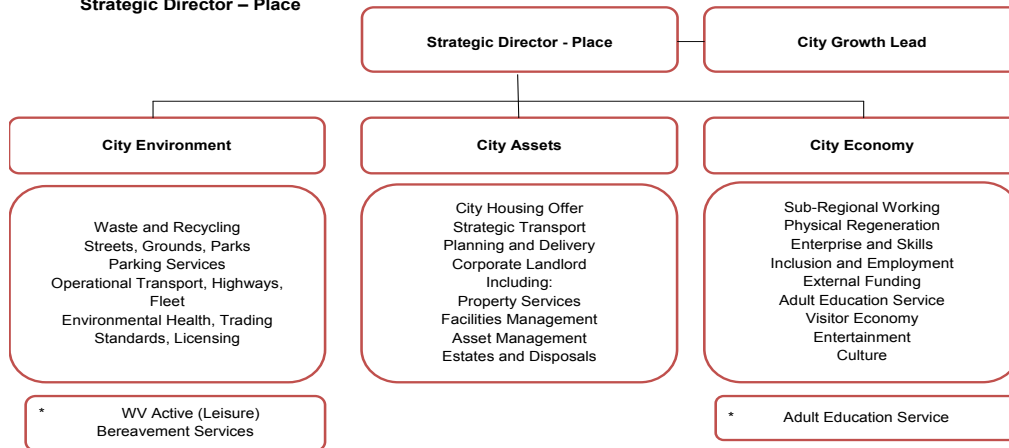 Strategic Director – Place
Strategic Director - Place
City Growth Lead
City Environment
City Assets
City Economy
Waste and Recycling
Streets, Grounds, Parks
Parking Services
Operational Transport, Highways,
Fleet
Environmental Health, Trading
Standards, Licensing
City Housing Offer
Strategic Transport
Planning and Delivery
Corporate Landlord
Including:
Property Services
Facilities Management
Asset Management
Estates and Disposals
Sub-Regional Working
Physical Regeneration
Enterprise and Skills
Inclusion and Employment
External Funding
Adult Education Service
Visitor Economy
Entertainment
Culture
* WV Active (Leisure)
Bereavement Services
* Adult Education Service